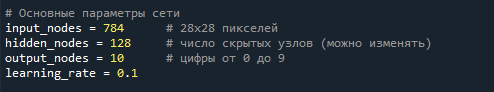 # Основные параметры сети
input_nodes = 784      # 28x28 пикселей
hidden_nodes = 128     # число скрытых узлов (можно изменять)
output_nodes = 10      # цифры от 0 до 9
learning_rate = 0.1